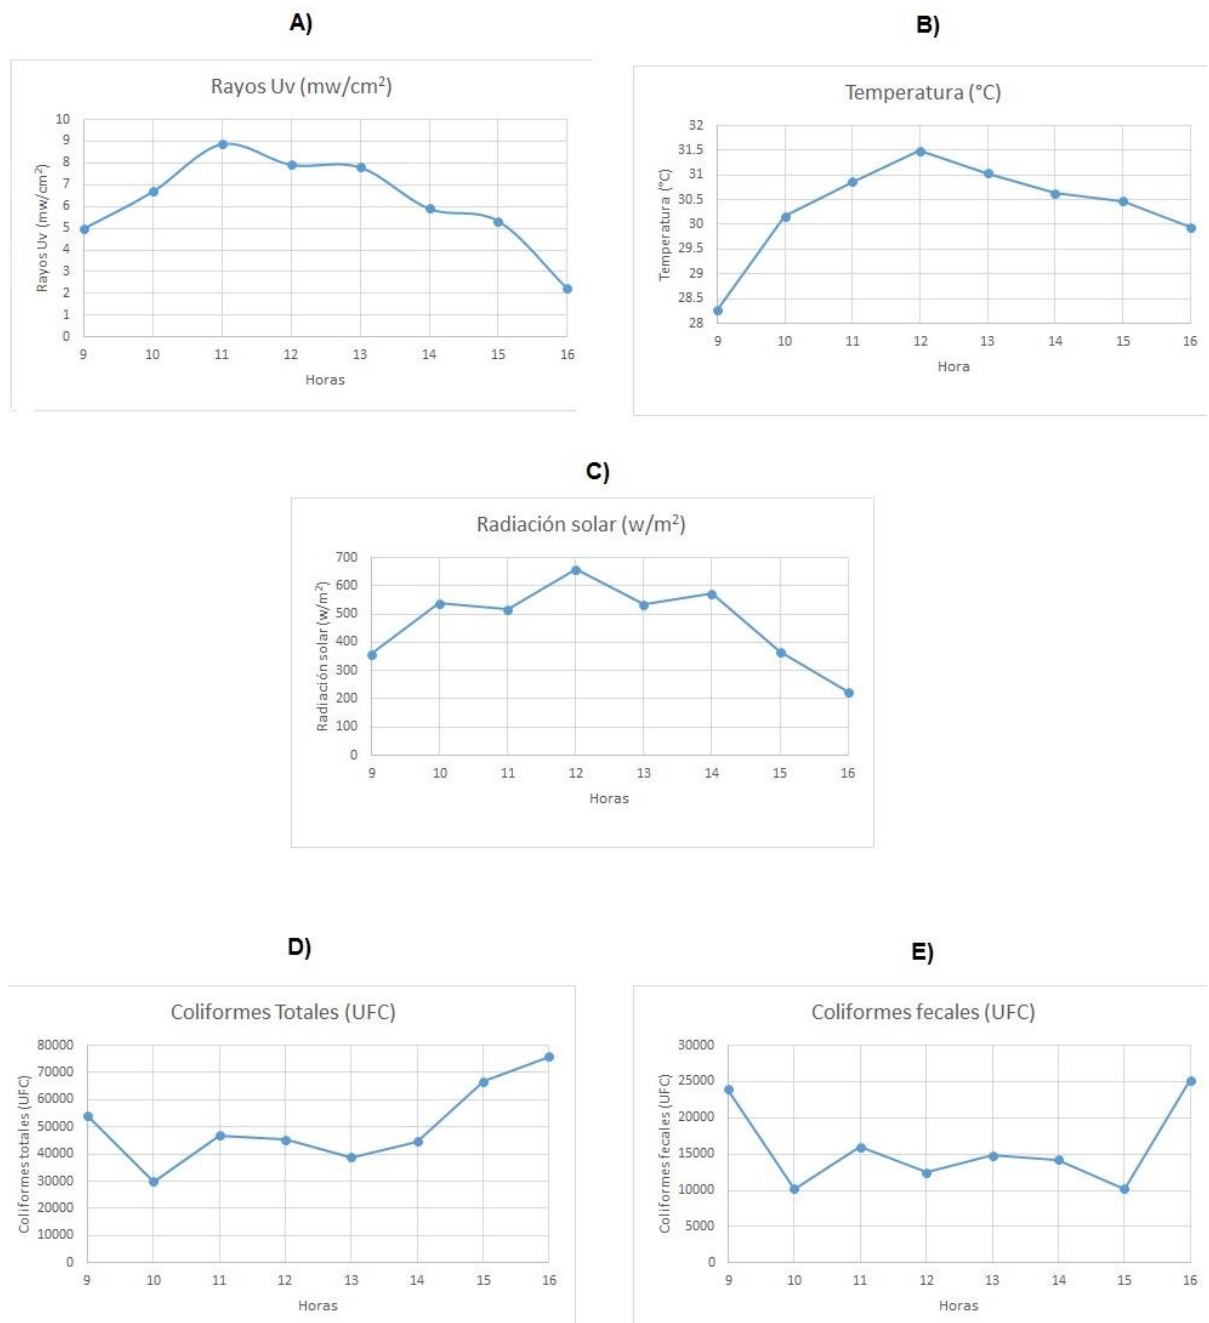 A)
Rayos Uv (mw/cm²)
Rayos Uv (mw/cm²)
10
9
8
7
6
5
4
3
2
1
0
9 10 11 12 13 14 15 16
Horas
B)
Temperatura (°C)
Temperatura (°C)
32
31.5
31
30.5
30
29.5
29
28.5
28
9 10 11 12 13 14 15 16
Hora
C)
Radiación solar (w/m²)
Radiación solar (w/m²)
700
600
500
400
300
200
100
0
9 10 11 12 13 14 15 16
Horas
D)
Coliformes Totales (UFC)
Coliformes totales (UFC)
80000
70000
60000
50000
40000
30000
20000
10000
0
9 10 11 12 13 14 15 16
Horas
E)
Coliformes fecales (UFC)
Coliformes fecales (UFC)
30000
25000
20000
15000
10000
5000
0
9 10 11 12 13 14 15 16
Horas